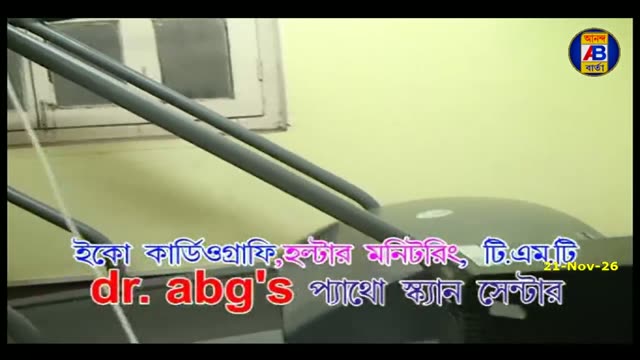 আনন্দ
AB
বার্তা
ইকো কার্ডিওগ্রাফি,হল্টার মনিটরিং, টি.এম.টি
21-Nov-26
dr. abg's প্যাথো স্ক্যান সেন্টার